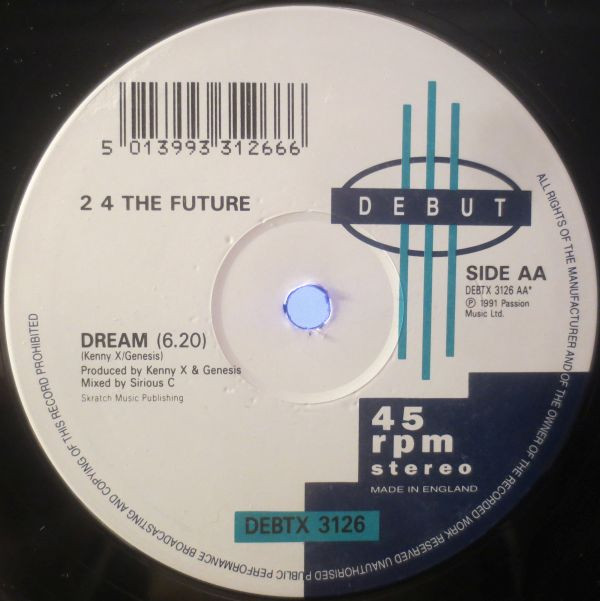 5 013993 312666
2 4 THE FUTURE
DEBUT
SIDE AA
DEBTX 3126 AA*
℗ 1991 Passion
Music Ltd.
DREAM (6.20)
(Kenny X/Genesis)
Produced by Kenny X & Genesis
Mixed by Sirious C
Skratch Music Publishing
45
rpm
stereo
MADE IN ENGLAND
DEBTX 3126
ALL RIGHTS OF THE MANUFACTURER AND OF THE OWNER OF THE RECORDED WORK RESERVED UNAUTHORISED PUBLIC PERFORMANCE BROADCASTING AND COPYING OF THIS RECORD PROHIBITED